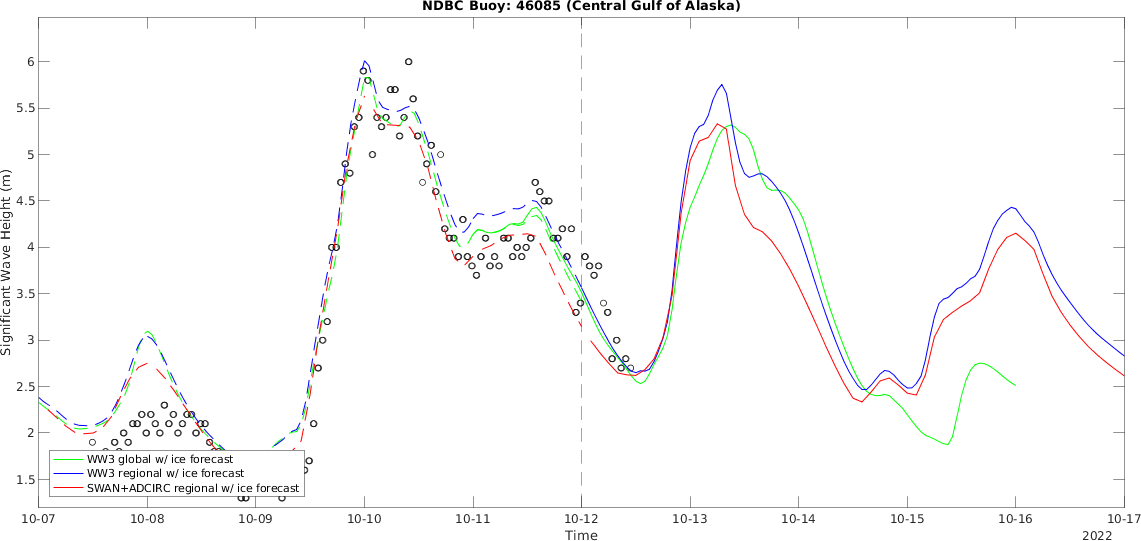 NDBC Buoy: 46085 (Central Gulf of Alaska)
Significant Wave Height (m)
6
5.5
5
4.5
4
3.5
3
2.5
2
1.5
WW3 global w/ ice forecast
WW3 regional w/ ice forecast
SWAN+ADCIRC regional w/ ice forecast
10-07 10-08 10-09 10-10 10-11 10-12 10-13 10-14 10-15 10-16 10-17
Time
2022